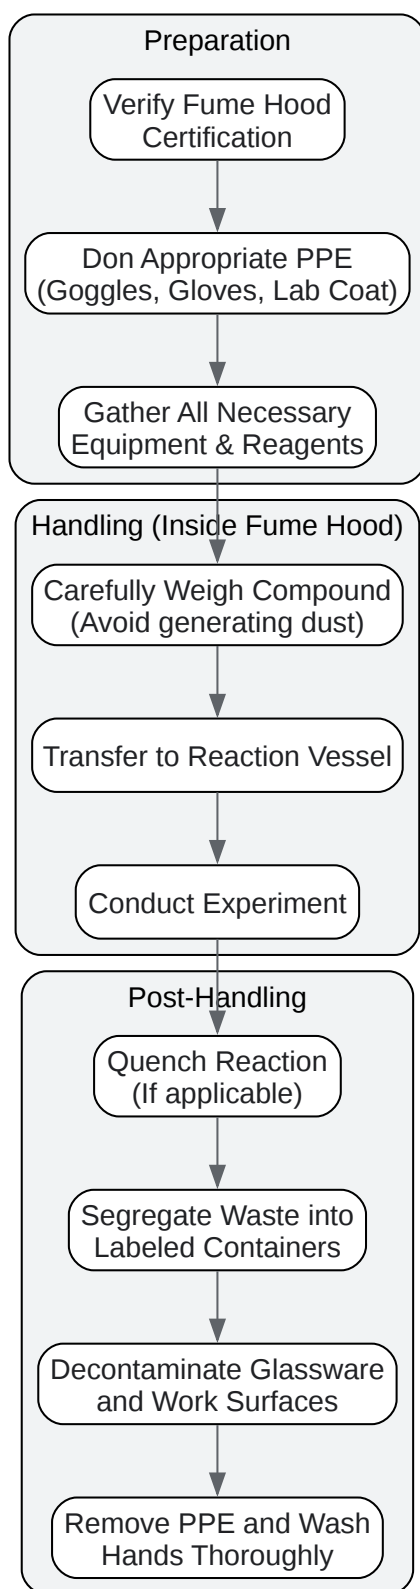 Preparation
Verify Fume Hood
Certification
Don Appropriate PPE
(Goggles, Gloves, Lab Coat)
Gather All Necessary
Equipment & Reagents
Handling (Inside Fume Hood)
Carefully Weigh Compound
(Avoid generating dust)
Transfer to Reaction Vessel
Conduct Experiment
Post-Handling
Quench Reaction
(If applicable)
Segregate Waste into
Labeled Containers
Decontaminate Glassware
and Work Surfaces
Remove PPE and Wash
Hands Thoroughly